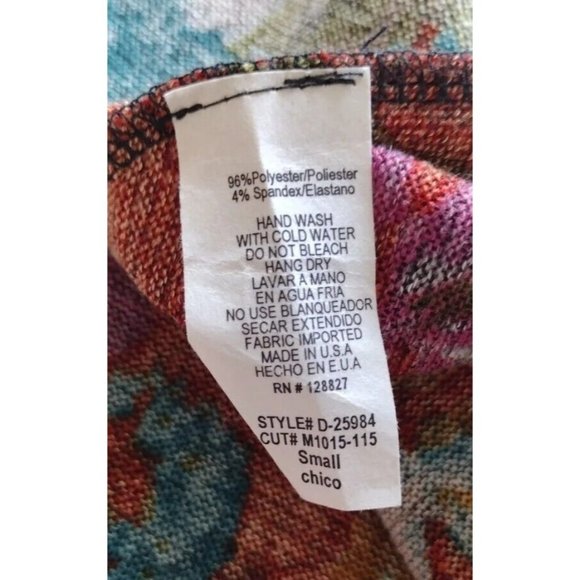 96%Polyester/Poliester
4% Spandex/Elastano
HAND WASH
WITH COLD WATER
DO NOT BLEACH
HANG DRY
LAVAR A MANO
EN AGUA FRIA
NO USE BLANQUEADOR
SECAR EXTENDIDO
FABRIC IMPORTED
MADE IN U.S.A
HECHO EN E.U.A
RN # 128827
STYLE# D-25984
CUT# M1015-115
Small
chico